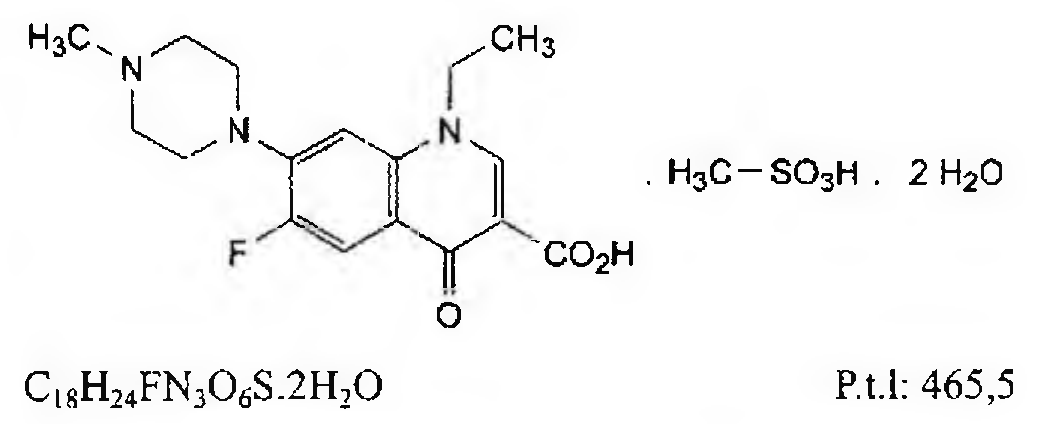 H₃C CH₃
N
N N
. H₃C–SO₃H . 2 H₂O
F CO₂H
O
C₁₈H₂₄FN₃O₆S.2H₂O P.t.l: 465,5